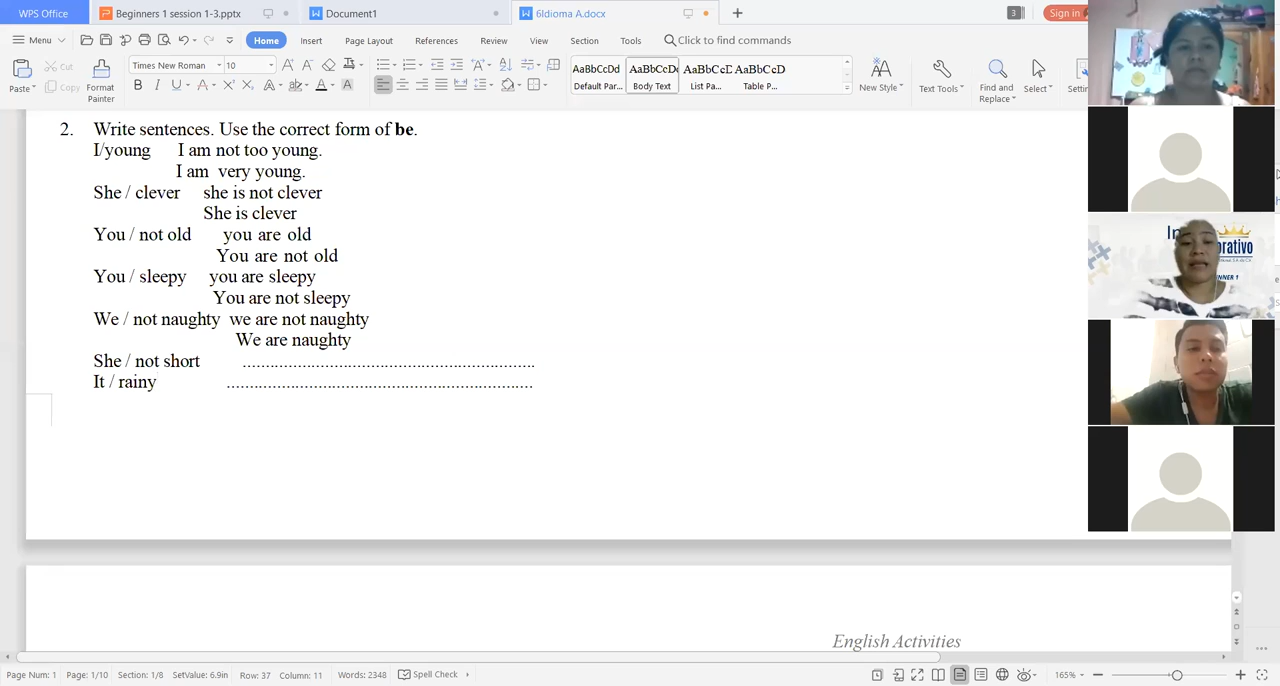 WPS Office
Beginners 1 session 1-3.pptx
Document1
6Idioma A.docx
3
Sign in
Menu
Home
Insert
Page Layout
References
Review
View
Section
Tools
Click to find commands
Paste
Cut
Copy
Format Painter
Times New Roman
10
AaBbCcDd
Default Par...
AaBbCcDd
Body Text
AaBbCcD
List Pa...
AaBbCcD
Table P...
New Style
Text Tools
Find and Replace
Select
2. Write sentences. Use the correct form of be.
I/young I am not too young.
I am very young.
She / clever she is not clever
She is clever
You / not old you are old
You are not old
You / sleepy you are sleepy
You are not sleepy
We / not naughty we are not naughty
We are naughty
She / not short ...............................................................
It / rainy ..................................................................
English Activities
Page Num: 1
Page: 1/10
Section: 1/8
SetValue: 6.9in
Row: 37
Column: 11
Words: 2348
Spell Check
165%